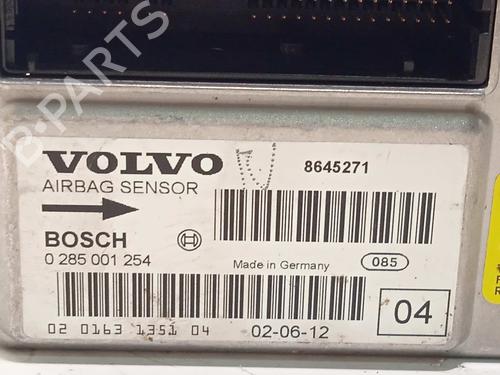 VOLVO
8645271
AIRBAG SENSOR
BOSCH
0 285 001 254
Made in Germany
085
02 0163 1351 04
02-06-12
04
B-PARTS